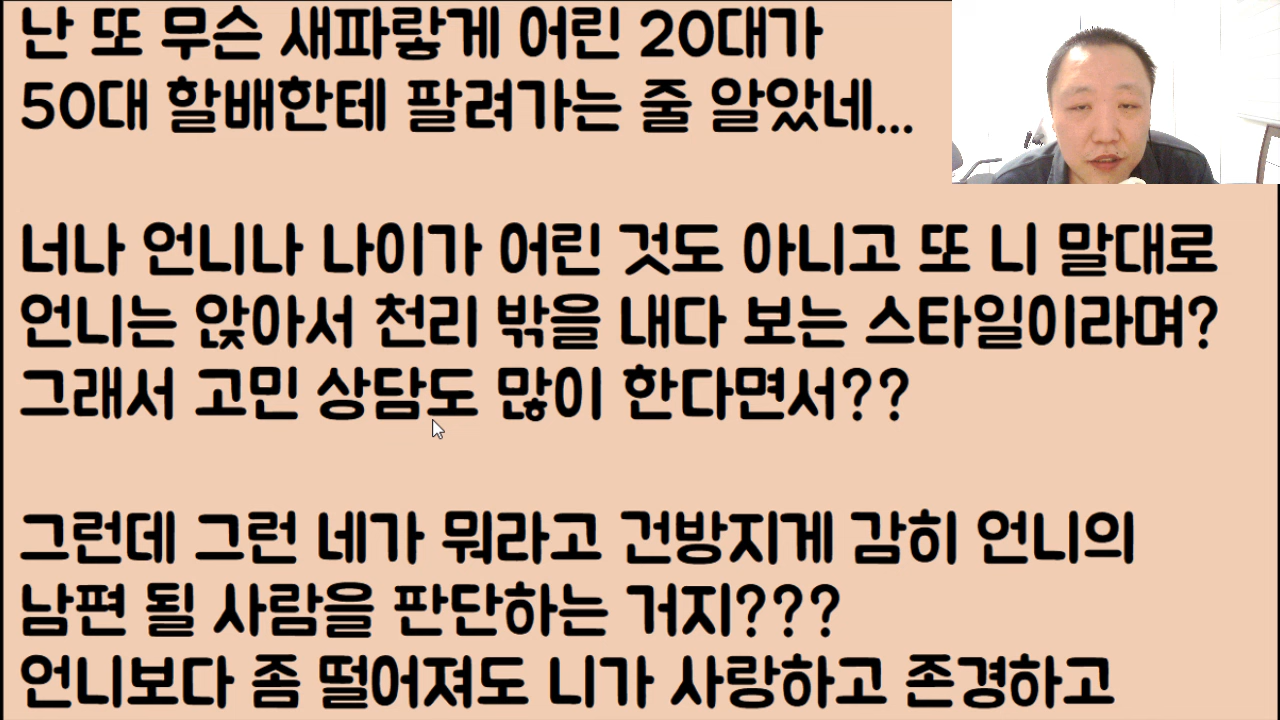 난 또 무슨 새파랗게 어린 20대가
50대 할배한테 팔려가는 줄 알았네...
너나 언니나 나이가 어린 것도 아니고 또 니 말대로
언니는 앉아서 천리 밖을 내다 보는 스타일이라며?
그래서 고민 상담도 많이 한다면서??
그런데 그런 네가 뭐라고 건방지게 감히 언니의
남편 될 사람을 판단하는 거지???
언니보다 좀 떨어져도 니가 사랑하고 존경하고